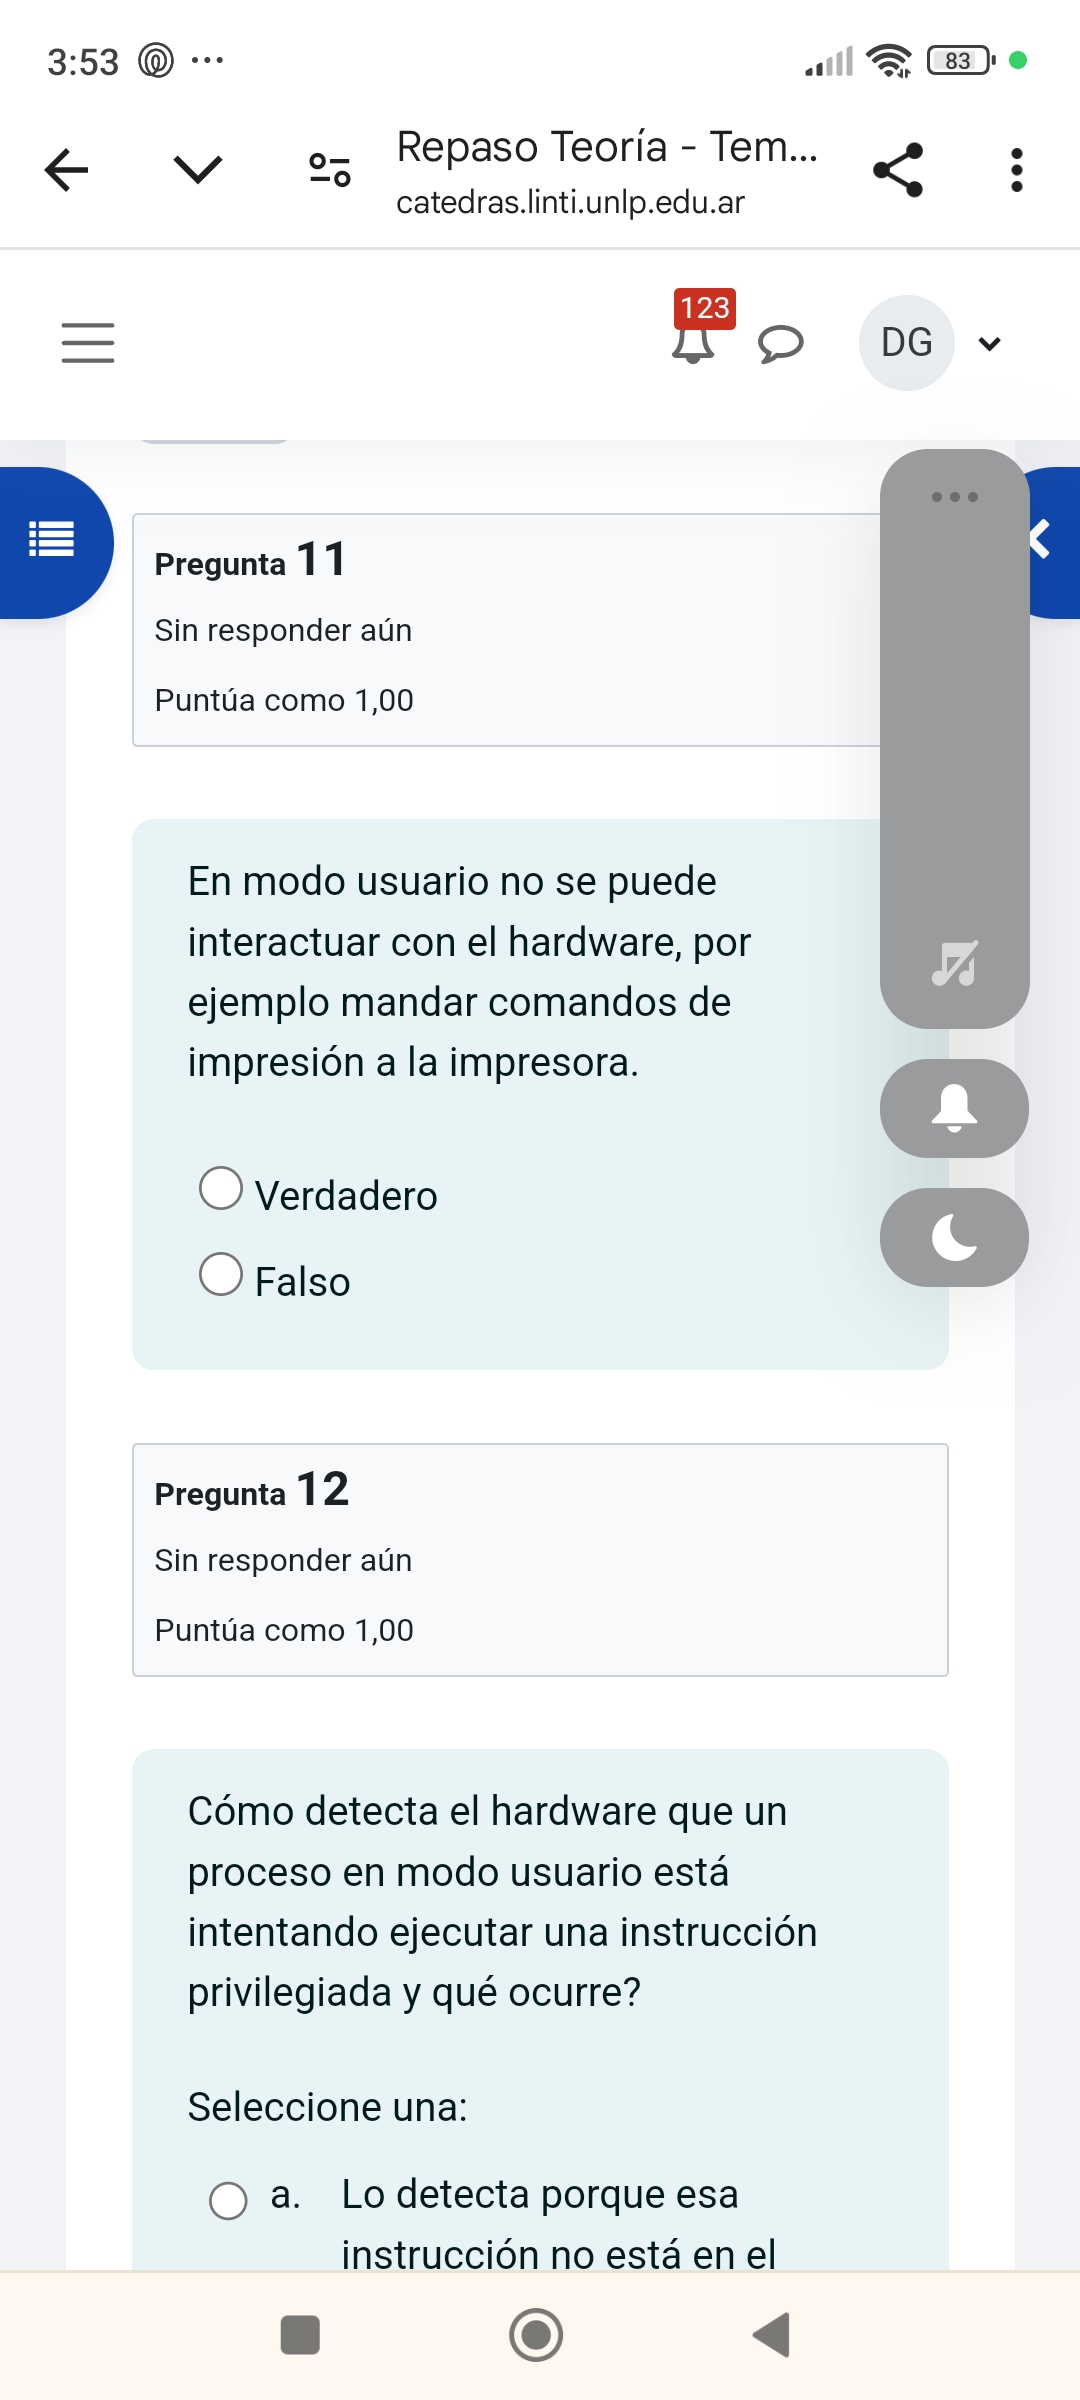 3:53
83
Repaso Teoría - Tem...
catedras.linti.unlp.edu.ar
123
DG
Pregunta 11
Sin responder aún
Puntúa como 1,00
En modo usuario no se puede
interactuar con el hardware, por
ejemplo mandar comandos de
impresión a la impresora.
Verdadero
Falso
Pregunta 12
Sin responder aún
Puntúa como 1,00
Cómo detecta el hardware que un
proceso en modo usuario está
intentando ejecutar una instrucción
privilegiada y qué ocurre?
Seleccione una:
a. Lo detecta porque esa
instrucción no está en el